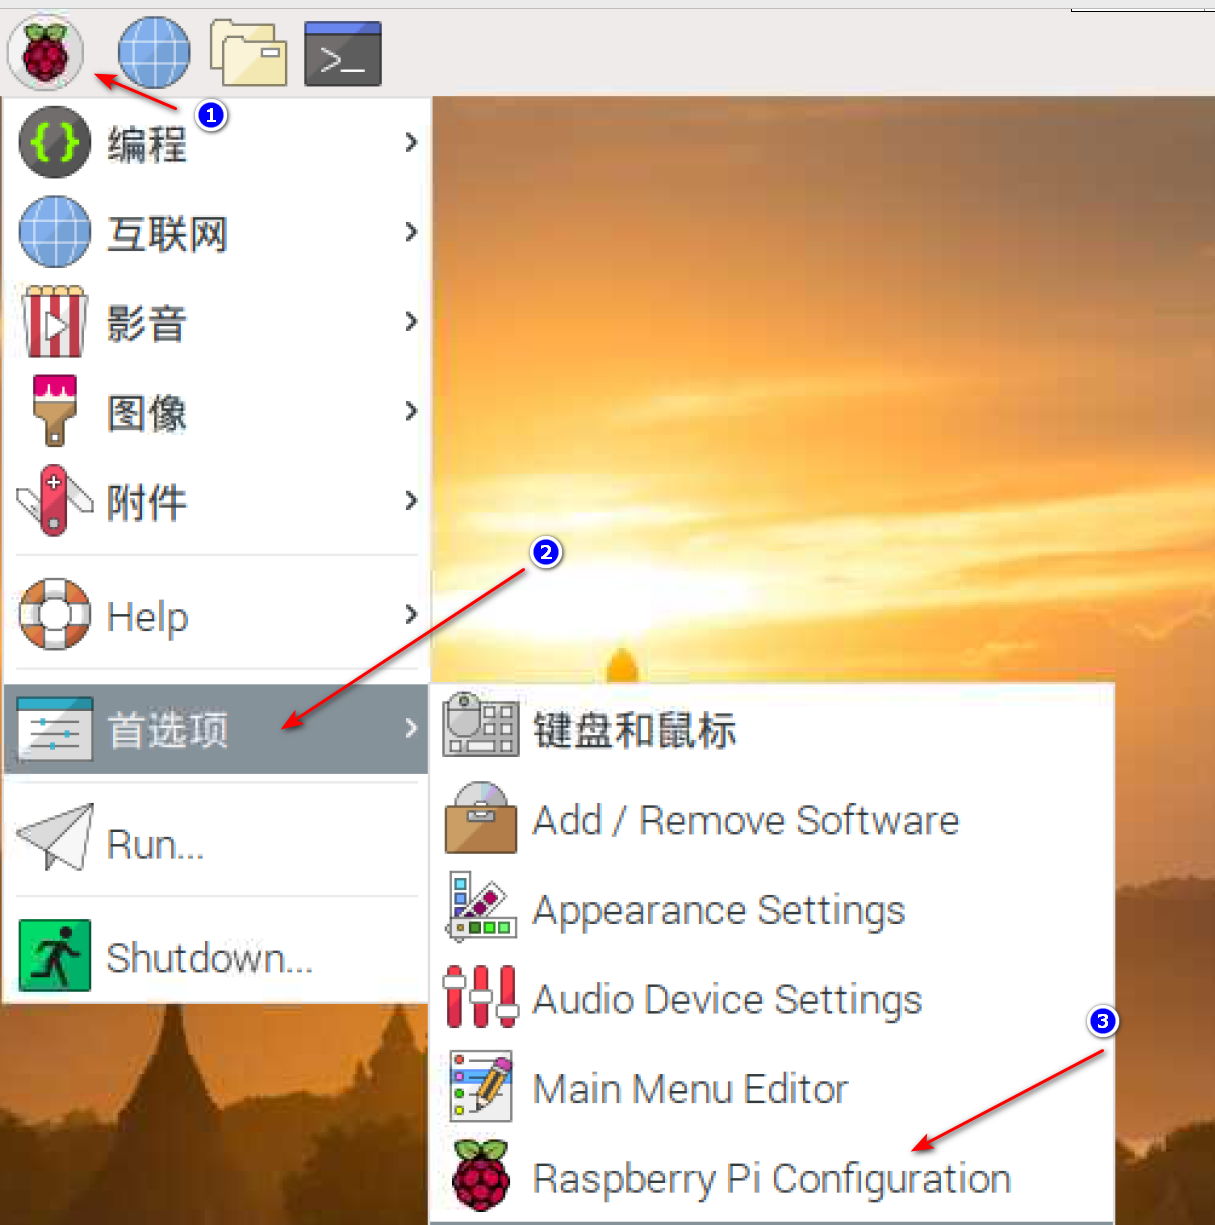 >_
1
编程
互联网
影音
图像
附件
2
Help
首选项
键盘和鼠标
Add / Remove Software
Run...
Appearance Settings
Shutdown...
Audio Device Settings
3
Main Menu Editor
Raspberry Pi Configuration